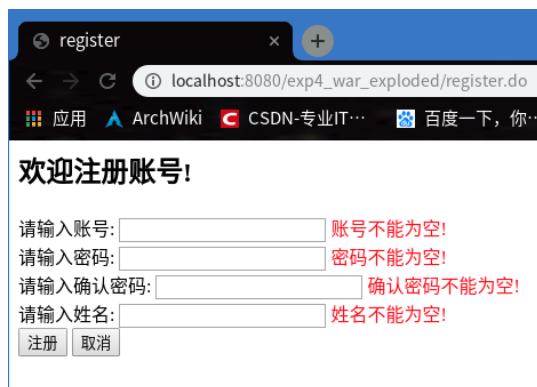 register
localhost:8080/exp4_war_exploded/register.do
应用 ArchWiki CSDN-专业IT… 百度一下，你…
欢迎注册账号!
请输入账号: 账号不能为空!
请输入密码: 密码不能为空!
请输入确认密码: 确认密码不能为空!
请输入姓名: 姓名不能为空!
注册 取消